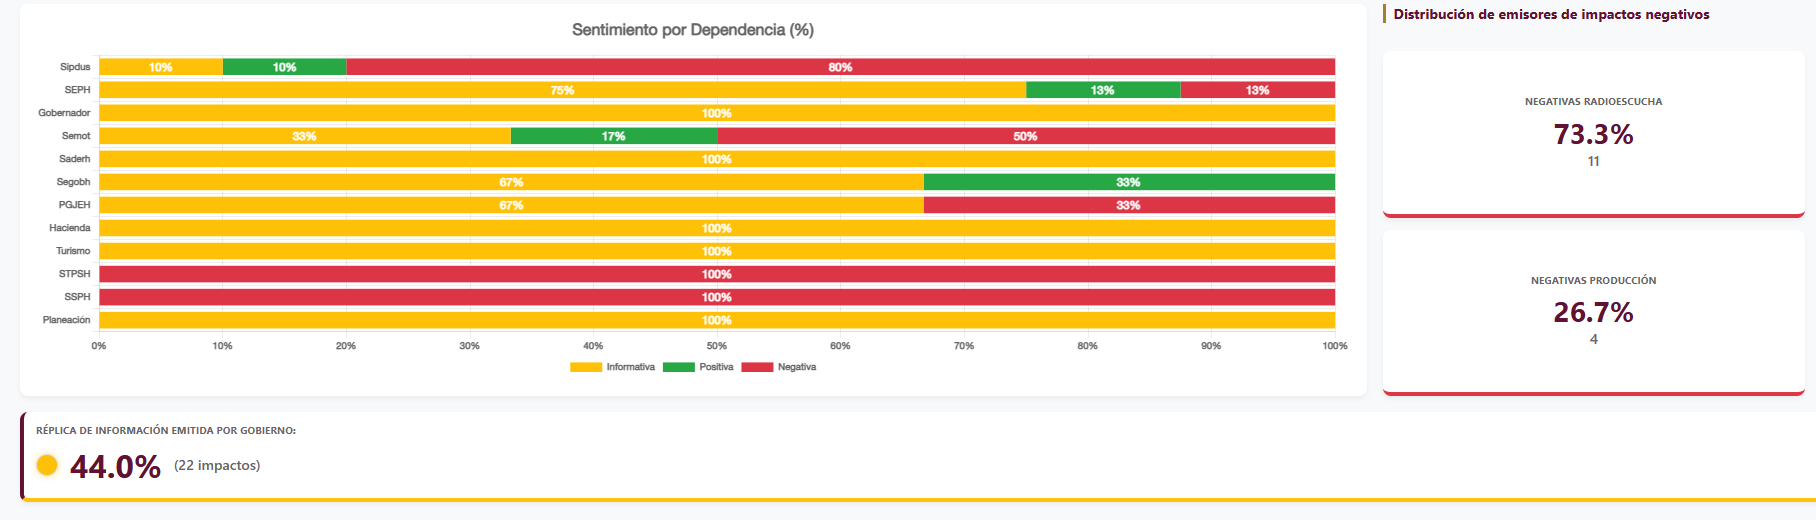 Sentimiento por Dependencia (%)
Sipdus 10% 10% 80%
SEPH 75% 13% 13%
Gobernador 100%
Semot 33% 17% 50%
Saderh 100%
Segobh 67% 33%
PGJEH 67% 33%
Hacienda 100%
Turismo 100%
STPSH 100%
SSPH 100%
Planeación 100%
0% 10% 20% 30% 40% 50% 60% 70% 80% 90% 100%
Informativa Positiva Negativa
Distribución de emisores de impactos negativos
NEGATIVAS RADIOESCUCHA
73.3%
11
NEGATIVAS PRODUCCIÓN
26.7%
4
RÉPLICA DE INFORMACIÓN EMITIDA POR GOBIERNO:
44.0% (22 impactos)